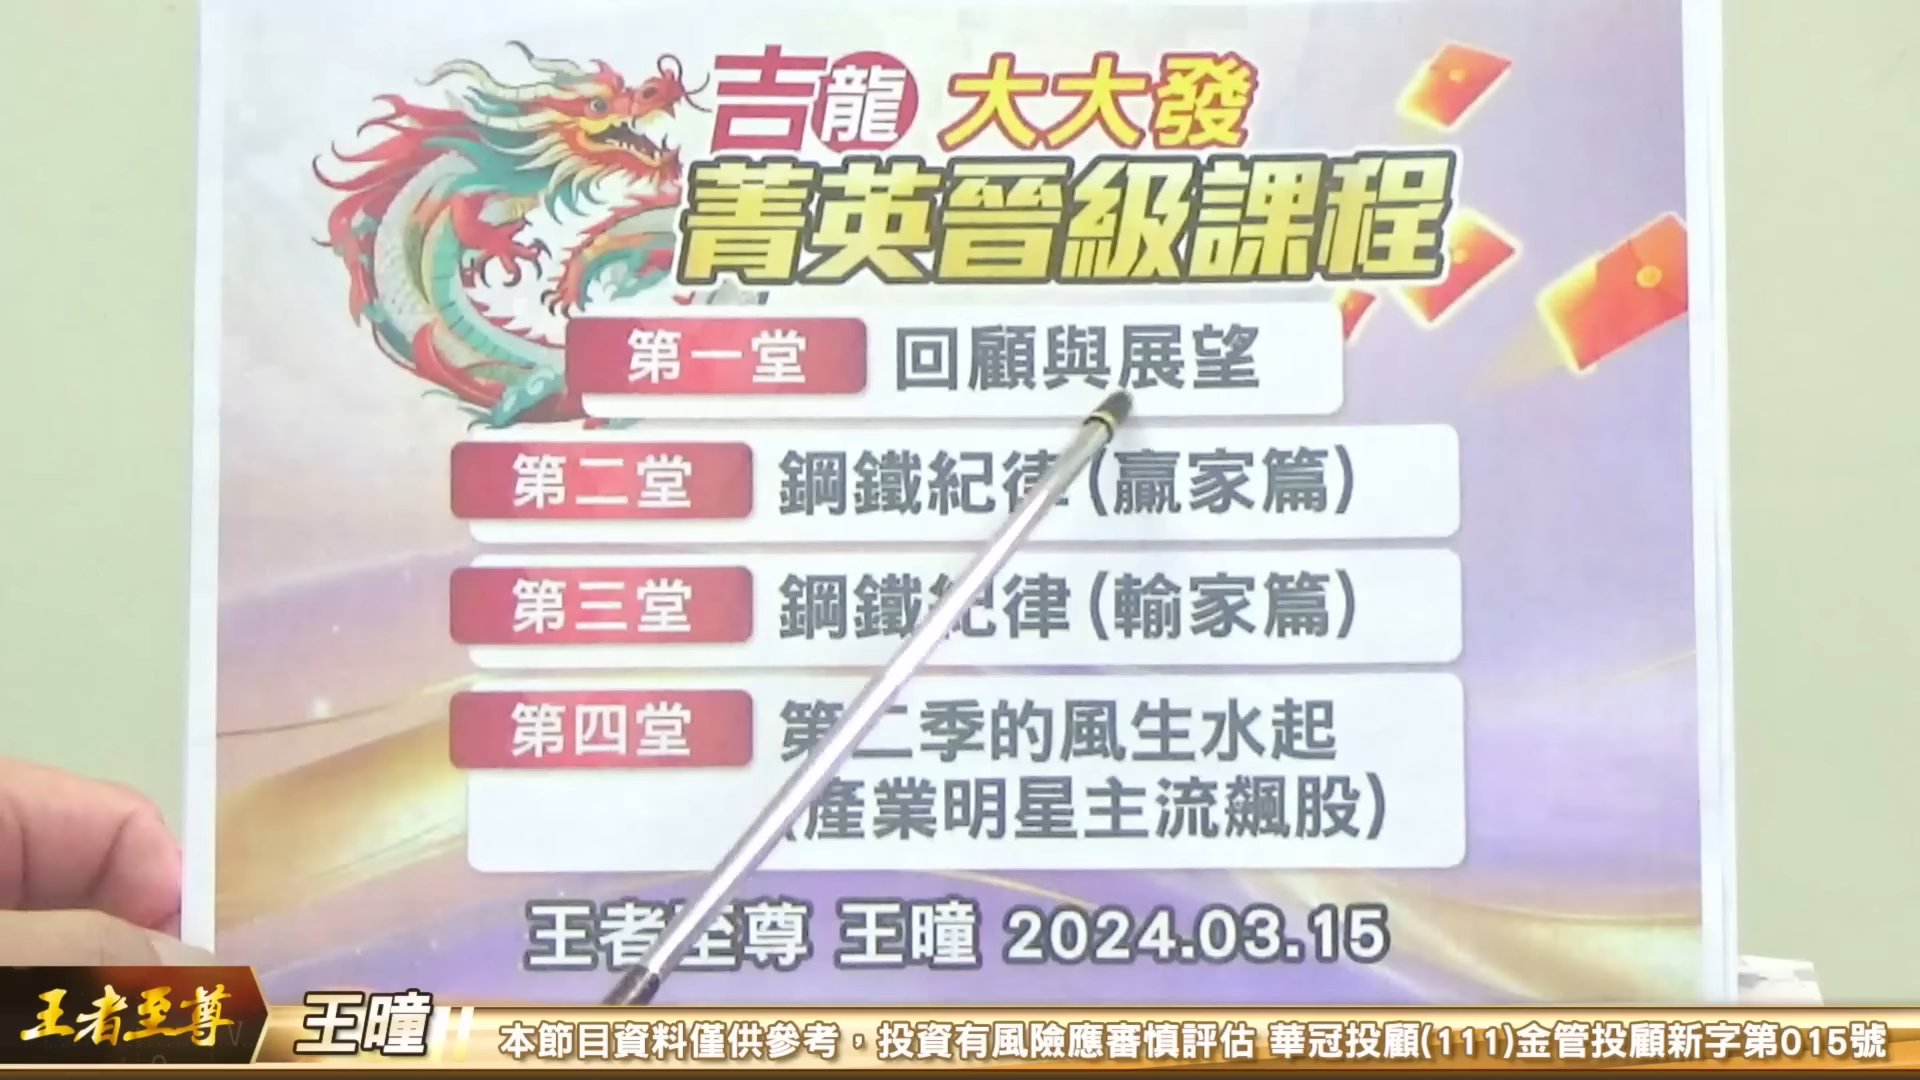 吉龍 大大發
菁英晉級課程
第一堂 回顧與展望
第二堂 鋼鐵紀律(贏家篇)
第三堂 鋼鐵紀律(輸家篇)
第四堂 第二季的風生水起
(產業明星主流飆股)
王者至尊 王曈 2024.03.15
王者至尊 王曈 本節目資料僅供參考，投資有風險應審慎評估 華冠投顧(111)金管投顧新字第015號